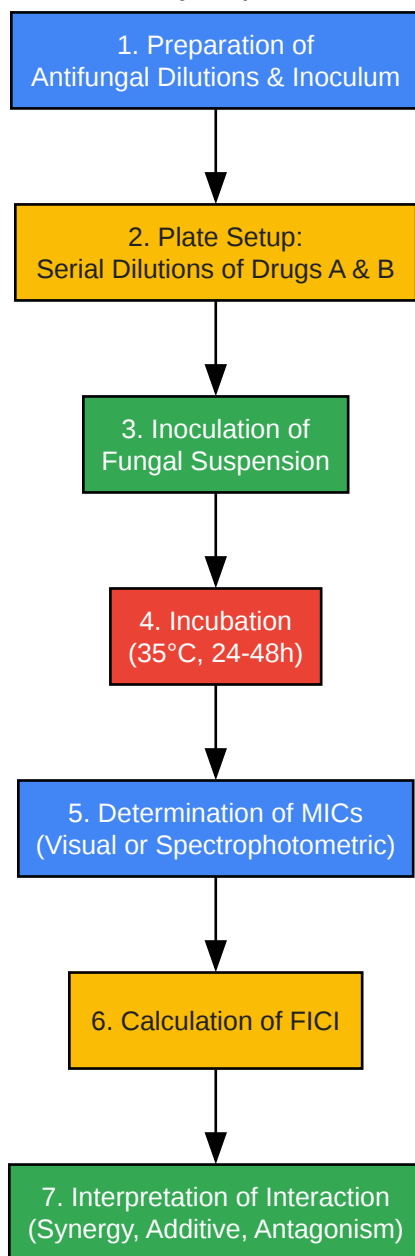 1. Preparation of
Antifungal Dilutions & Inoculum
2. Plate Setup:
Serial Dilutions of Drugs A & B
3. Inoculation of
Fungal Suspension
4. Incubation
(35°C, 24-48h)
5. Determination of MICs
(Visual or Spectrophotometric)
6. Calculation of FICI
7. Interpretation of Interaction
(Synergy, Additive, Antagonism)